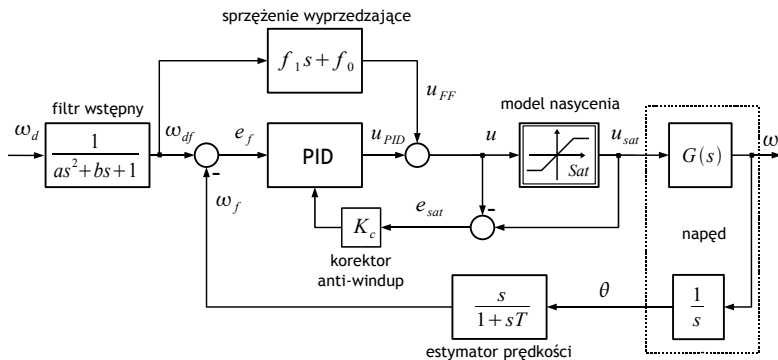 sprzężenie wyprzedzające
f₁s+f₀
u_FF
filtr wstępny
model nasycenia
ω_d
1
as²+bs+1
ω_df
e_f
PID
u_PID
u
Sat
u_sat
G(s)
ω
-
-
ω_f
e_sat
K_c
napęd
korektor
anti-windup
s
1+sT
θ
1
s
estymator prędkości